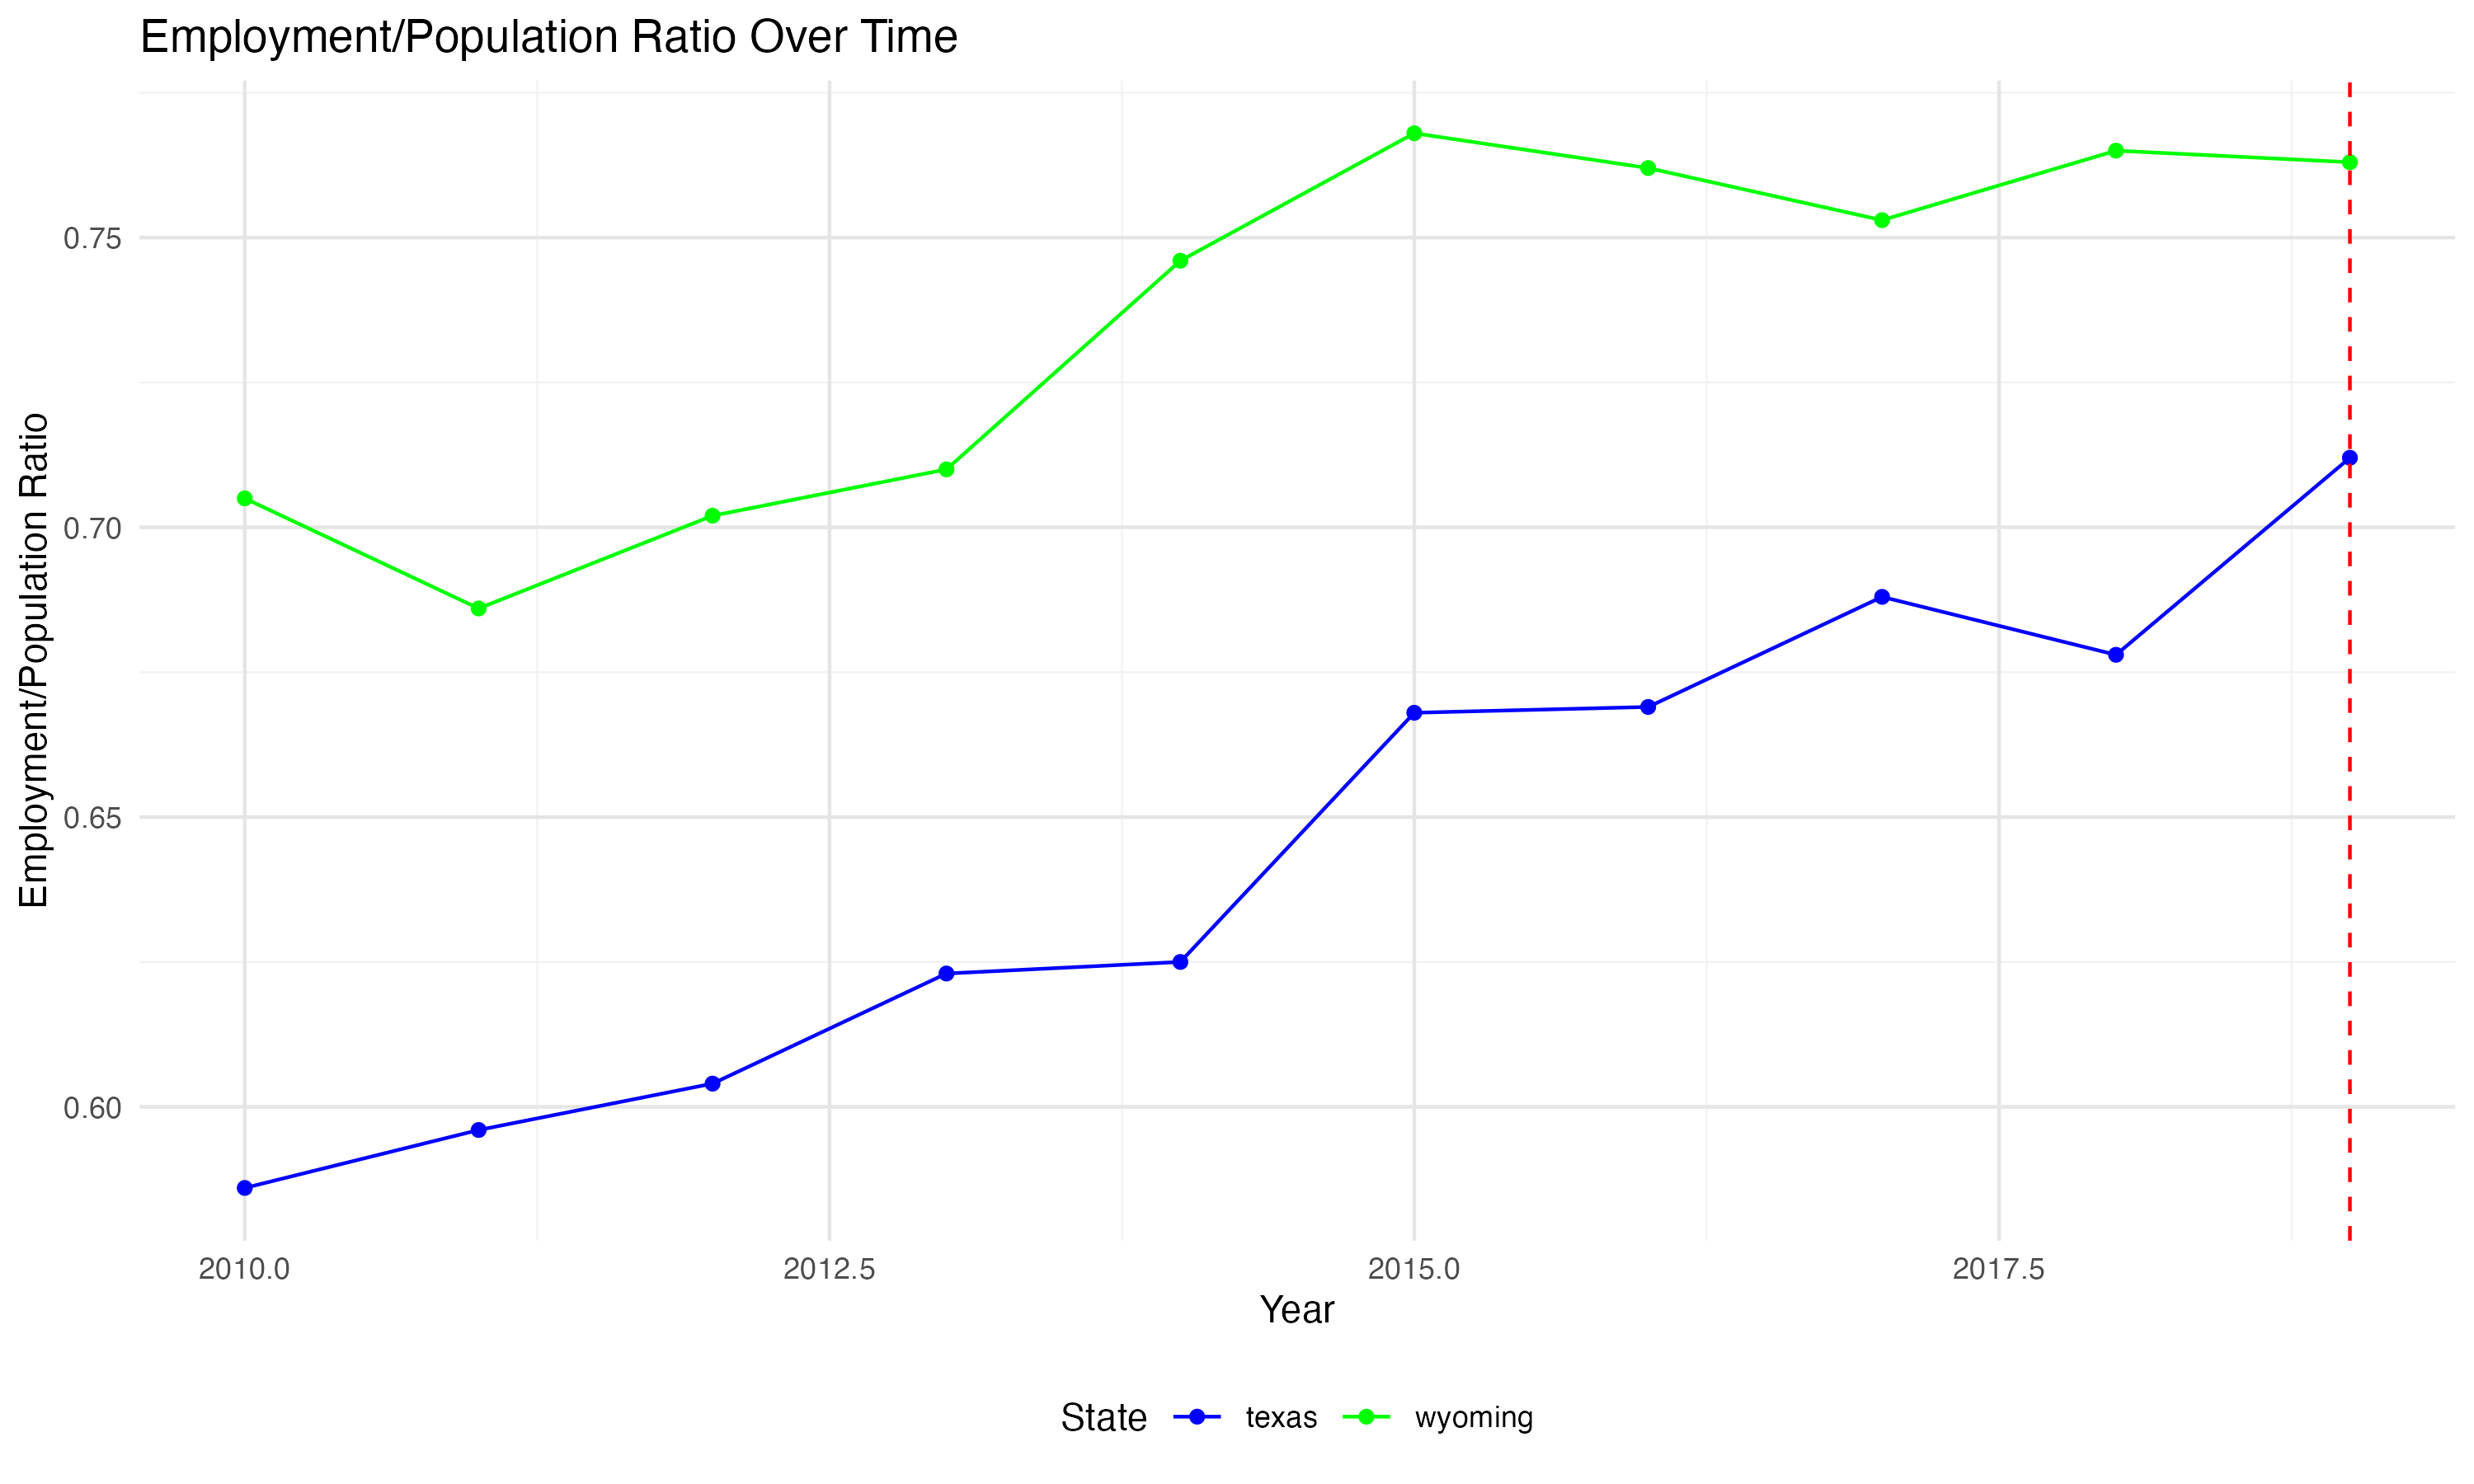 Employment/Population Ratio Over Time
Employment/Population Ratio
0.75
0.70
0.65
0.60
2010.0 2012.5 2015.0 2017.5
Year
State texas wyoming